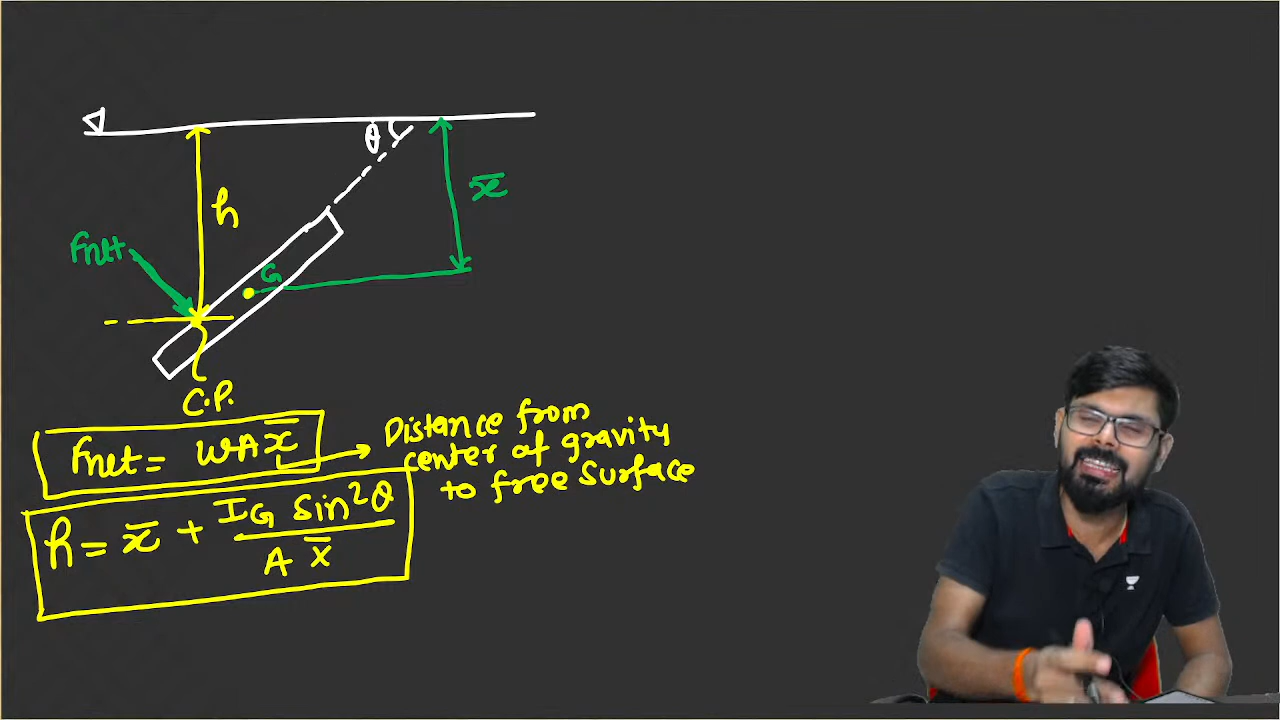 θ
x̄
h
Fnet
G
C.P.
Fnet = wAx̄
Distance from
center of gravity
to free surface
h = x̄ + IG Sin²θ / A x̄